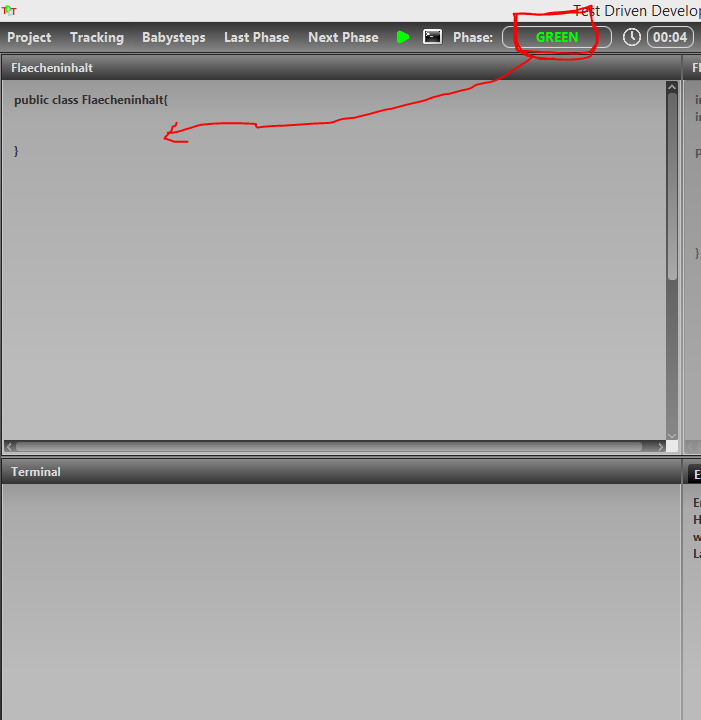 TDT
Test Driven Develop
Project Tracking Babysteps Last Phase Next Phase Phase: GREEN 00:04
Flaecheninhalt
public class Flaecheninhalt{
}
Terminal